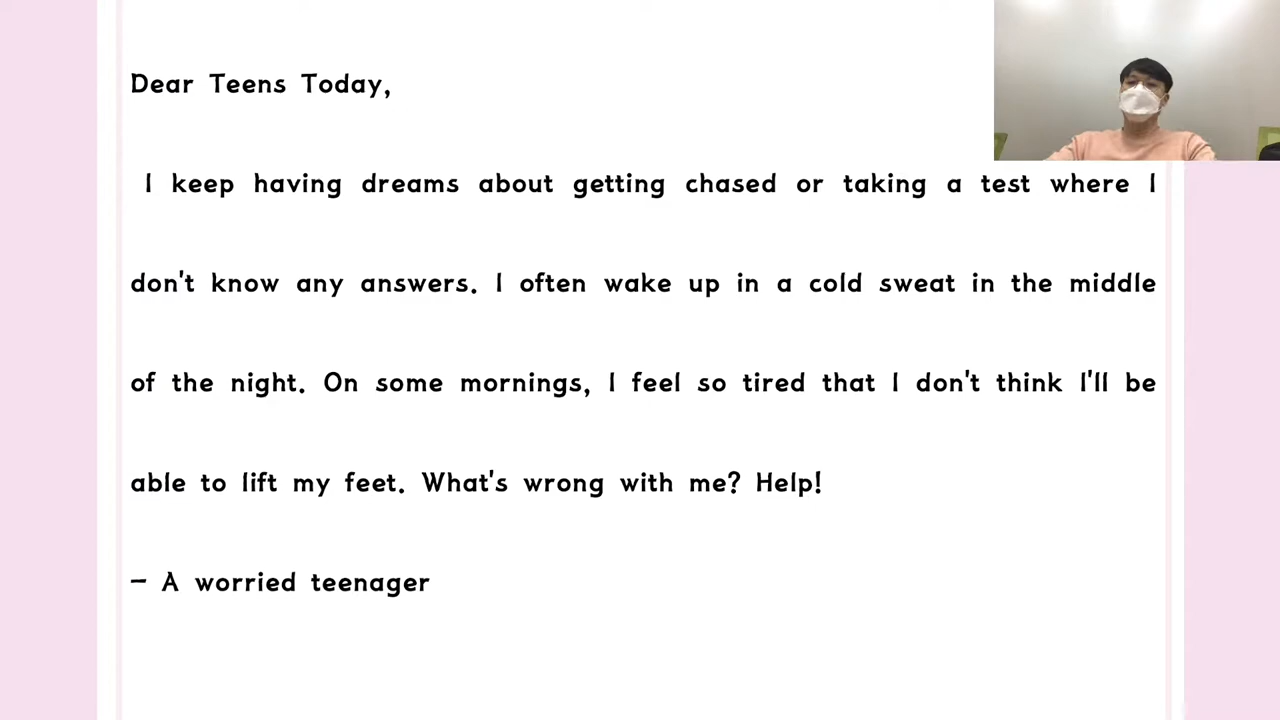 Dear Teens Today,
I keep having dreams about getting chased or taking a test where I
don't know any answers. I often wake up in a cold sweat in the middle
of the night. On some mornings, I feel so tired that I don't think I'll be
able to lift my feet. What's wrong with me? Help!
- A worried teenager